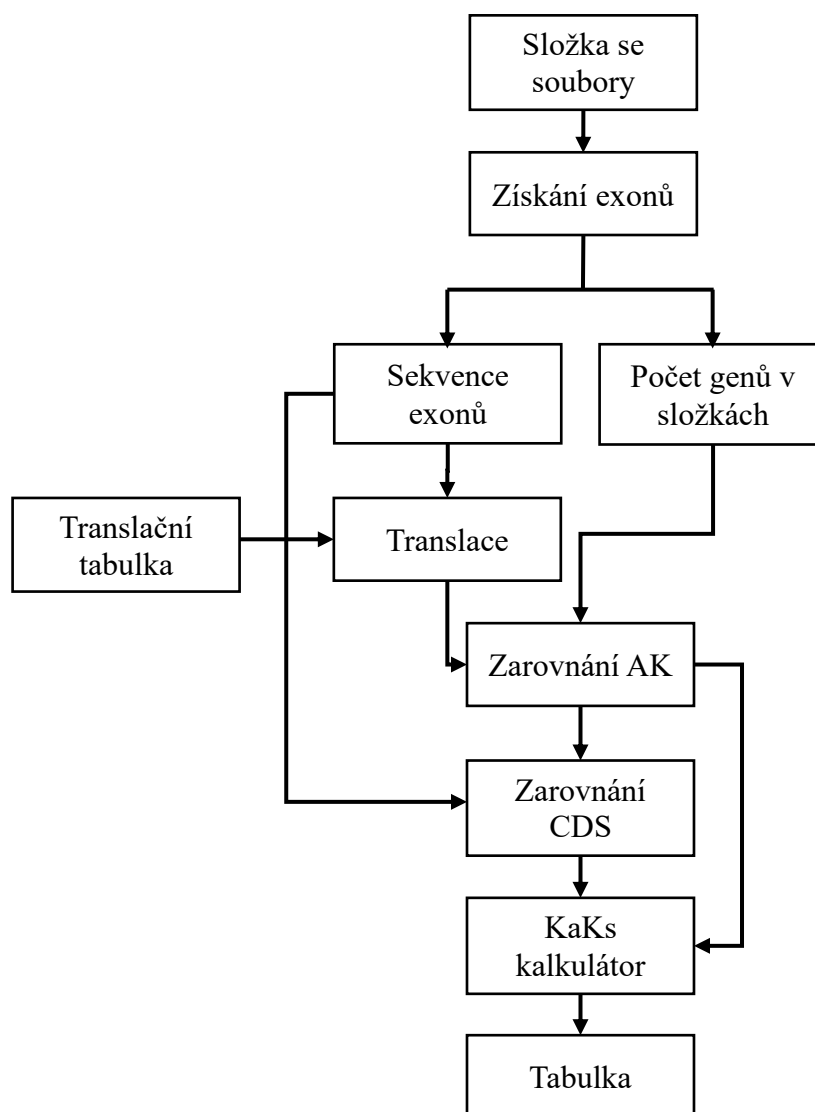 Složka se
soubory
Získání exonů
Sekvence
exonů
Počet genů v
složkách
Translační
tabulka
Translace
Zarovnání AK
Zarovnání
CDS
KaKs
kalkulátor
Tabulka